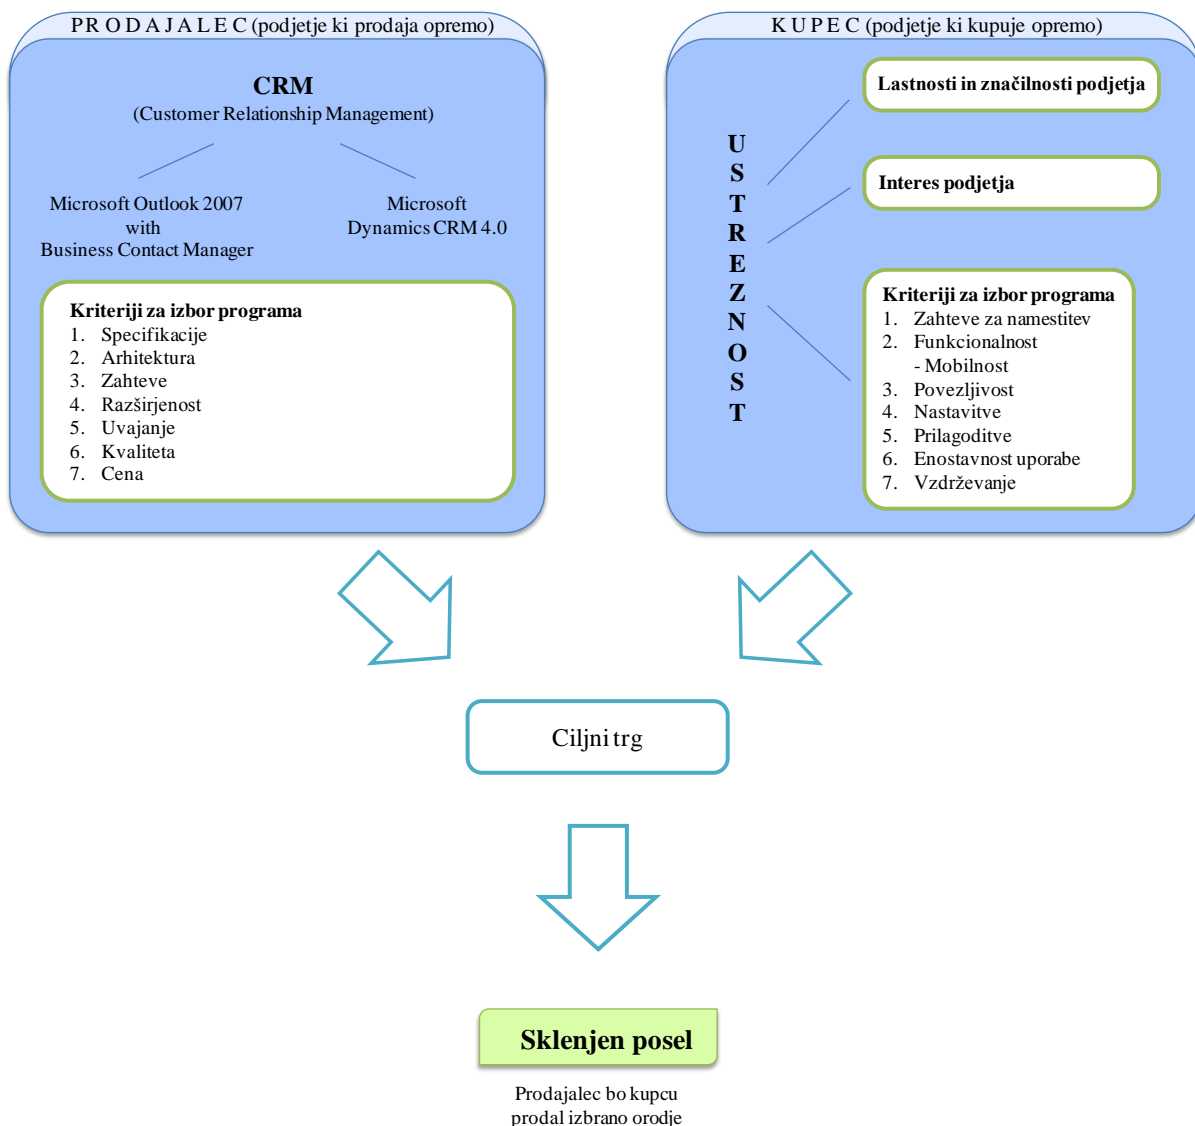 P R O D A J A L E C (podjetje ki prodaja opremo)
CRM
(Customer Relationship Management)
Microsoft Outlook 2007
with
Business Contact Manager
Microsoft
Dynamics CRM 4.0
Kriteriji za izbor programa
1. Specifikacije
2. Arhitektura
3. Zahteve
4. Razširjenost
5. Uvajanje
6. Kvaliteta
7. Cena
K U P E C (podjetje ki kupuje opremo)
U
S
T
R
E
Z
N
O
S
T
Lastnosti in značilnosti podjetja
Interes podjetja
Kriteriji za izbor programa
1. Zahteve za namestitev
2. Funkcionalnost
- Mobilnost
3. Povezljivost
4. Nastavitve
5. Prilagoditve
6. Enostavnost uporabe
7. Vzdrževanje
Ciljni trg
Sklenjen posel
Prodajalec bo kupcu
prodal izbrano orodje